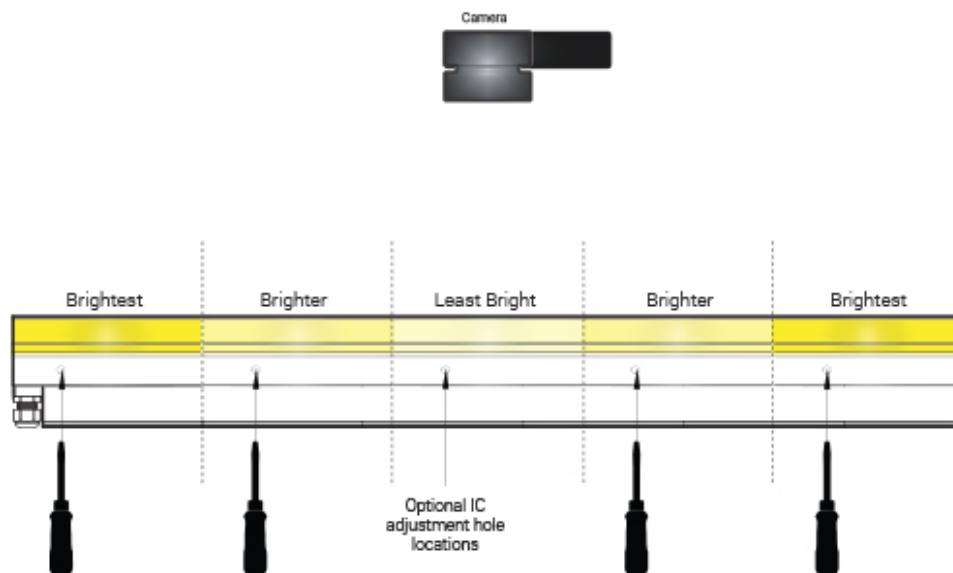 Camera
Brightest
Brighter
Least Bright
Brighter
Brightest
Optional IC
adjustment hole
locations